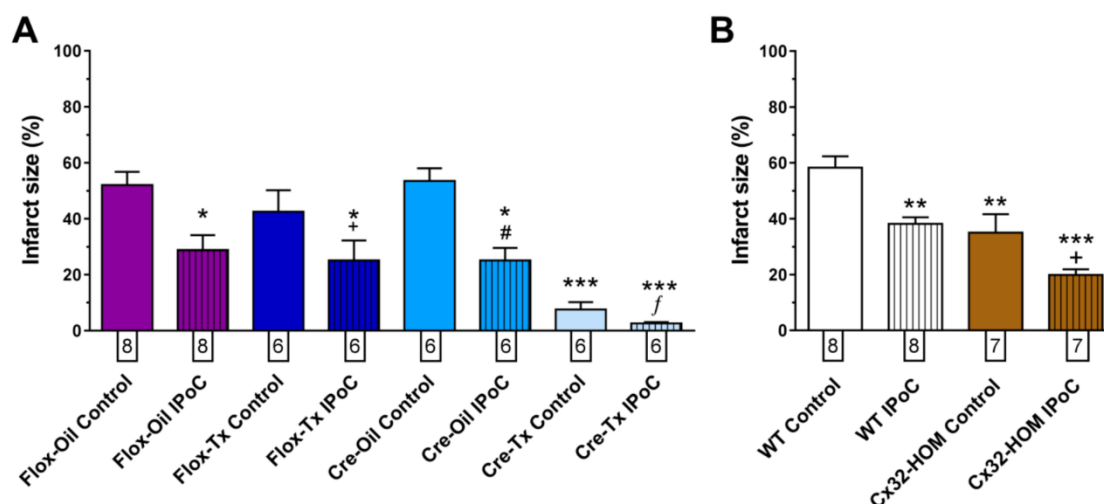 A
Infarct size (%)
100
80
60
40
20
0
*
*
+
*
#
***
***
ƒ
8
8
6
6
6
6
6
6
Flox-Oil Control
Flox-Oil IPoC
Flox-Tx Control
Flox-Tx IPoC
Cre-Oil Control
Cre-Oil IPoC
Cre-Tx Control
Cre-Tx IPoC
B
Infarct size (%)
100
80
60
40
20
0
**
**
***
+
8
8
7
7
WT Control
WT IPoC
Cx32-HOM Control
Cx32-HOM IPoC